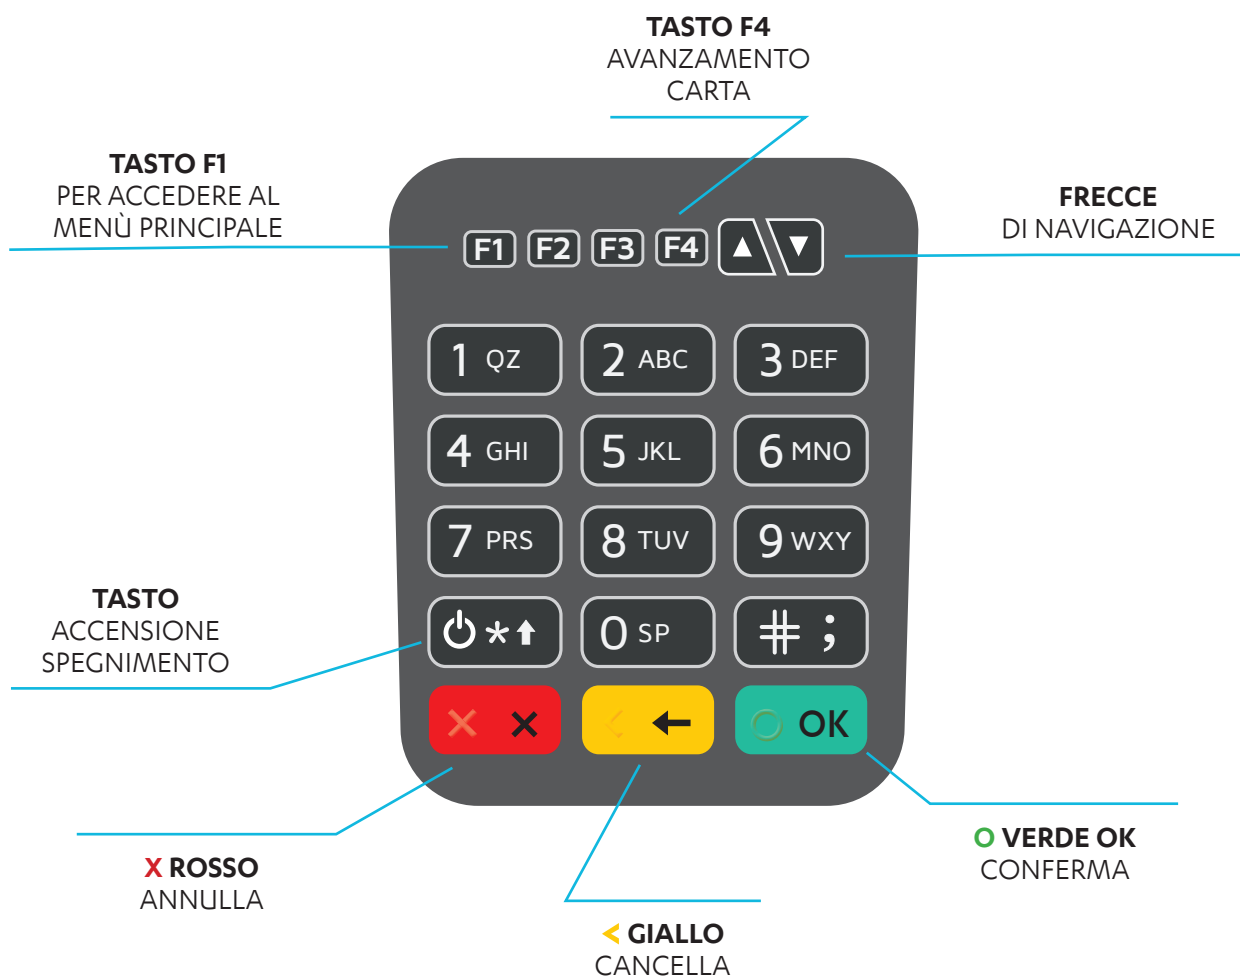 TASTO F4
AVANZAMENTO
CARTA
TASTO F1
PER ACCEDERE AL
MENÙ PRINCIPALE
FRECCE
DI NAVIGAZIONE
F1 F2 F3 F4 ▲ ▼
1 QZ 2 ABC 3 DEF
4 GHI 5 JKL 6 MNO
7 PRS 8 TUV 9 WXY
TASTO
ACCENSIONE
SPEGNIMENTO
* 0 SP # ;
X X < ← O OK
X ROSSO
ANNULLA
< GIALLO
CANCELLA
O VERDE OK
CONFERMA